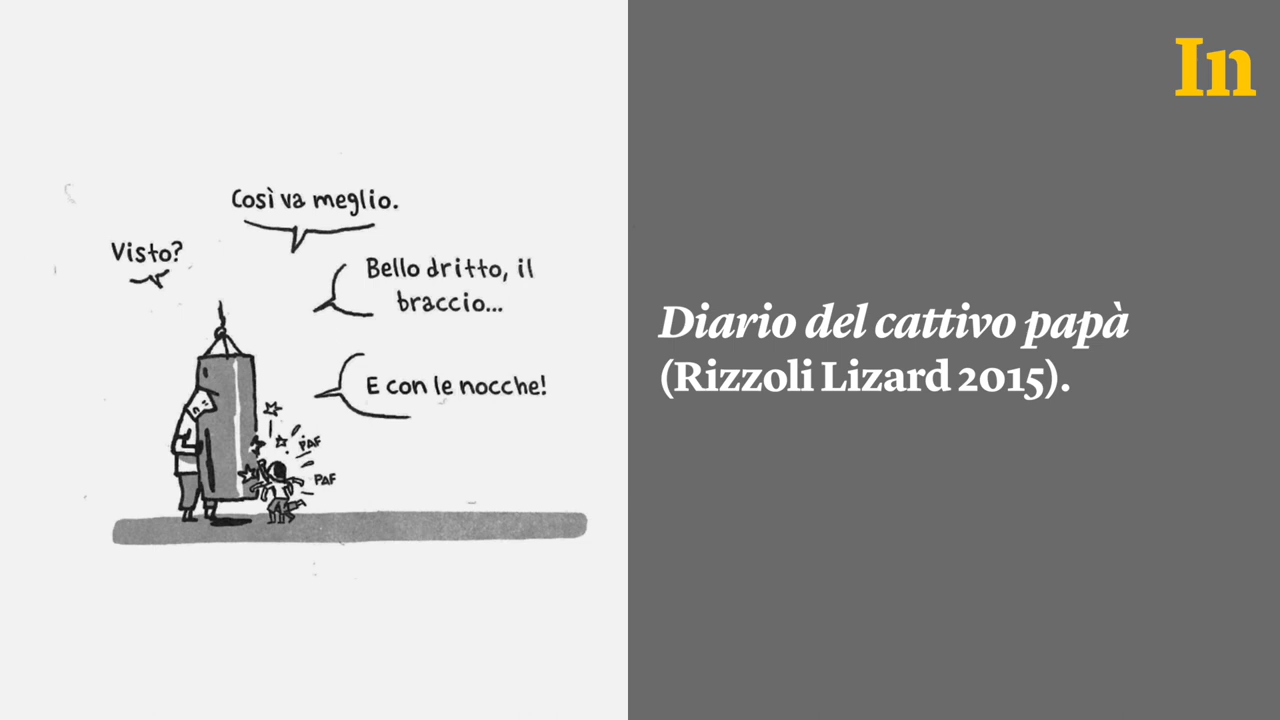 Così va meglio.
Visto?
Bello dritto, il
braccio...
E con le nocche!
PAF
PAF
In
Diario del cattivo papà
(Rizzoli Lizard 2015).